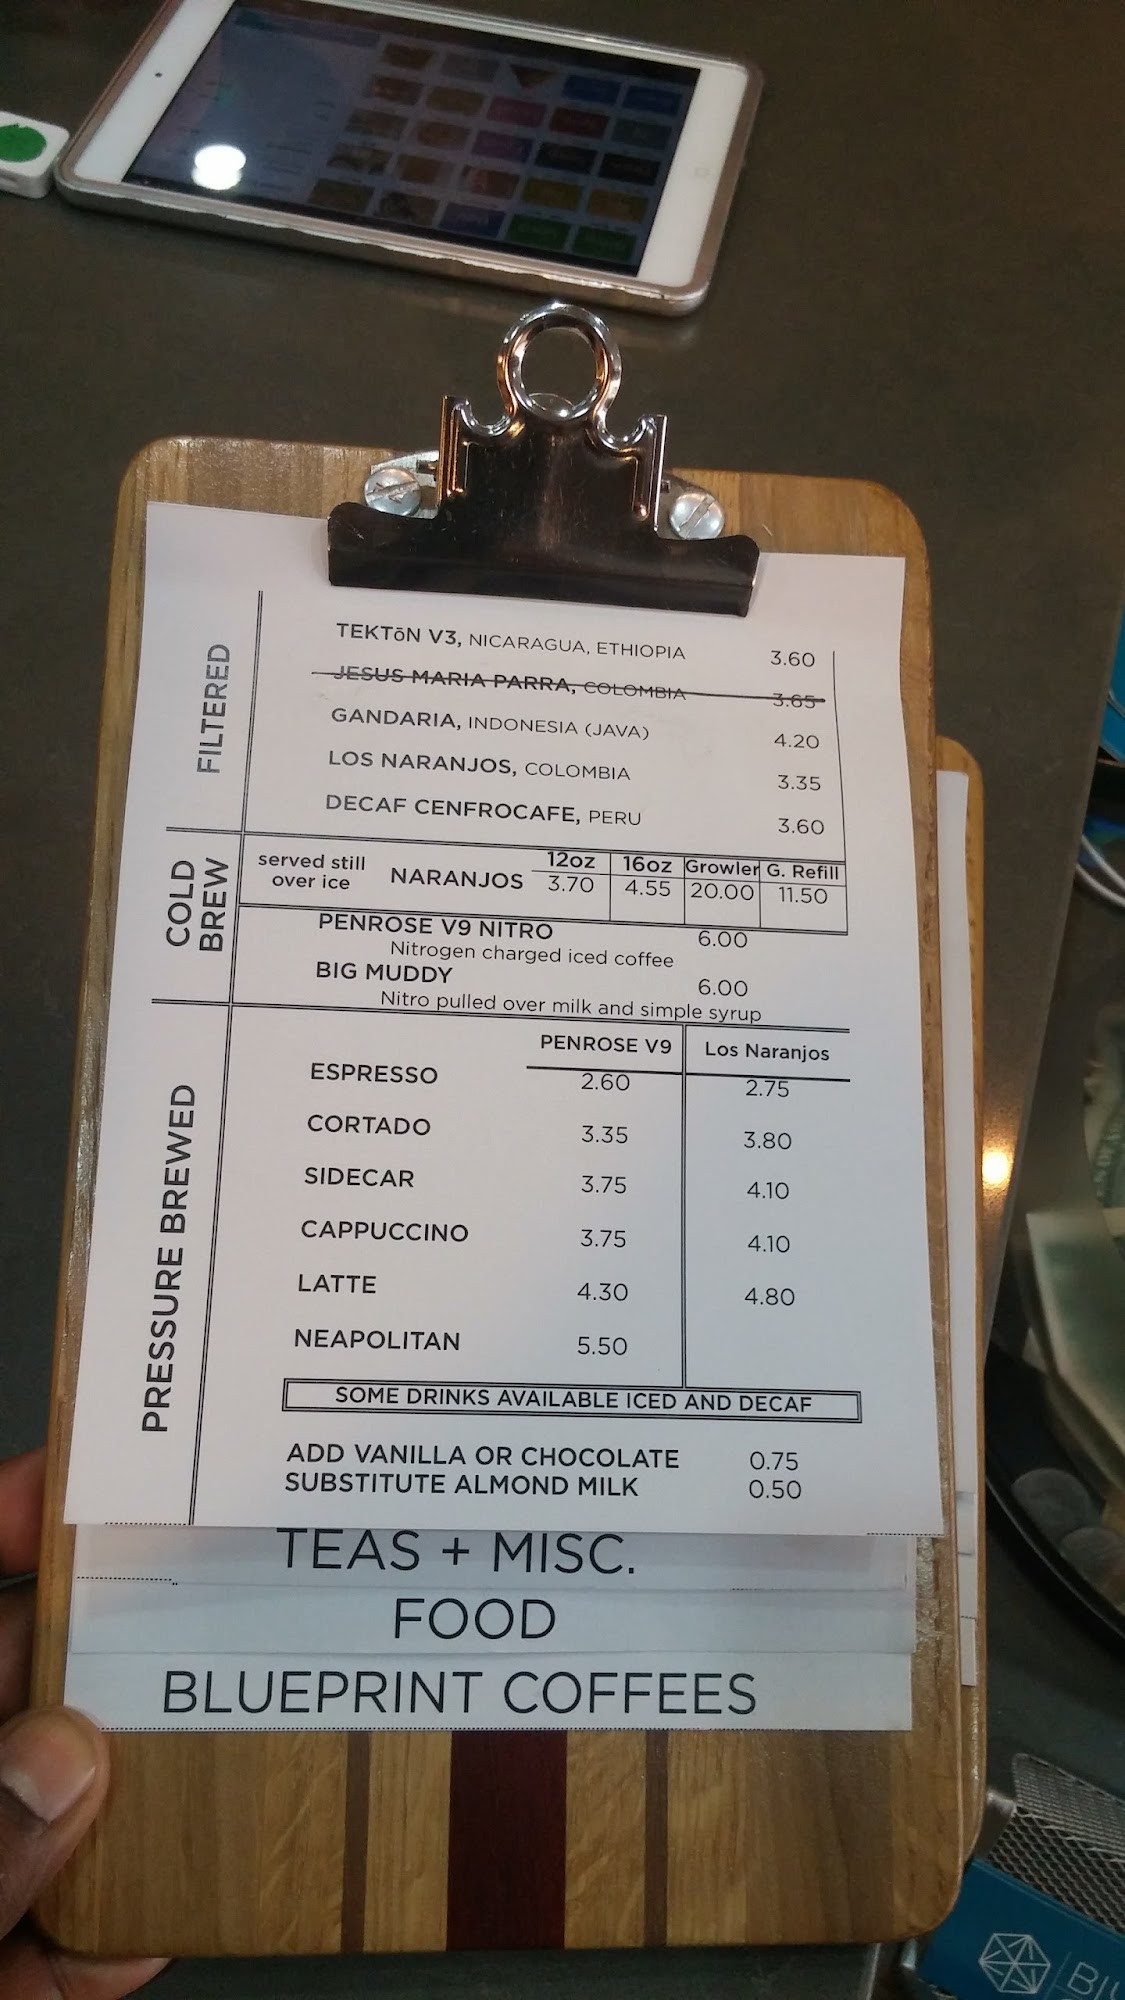 FILTERED
TEKTōN V3, NICARAGUA, ETHIOPIA 3.60
JESUS MARIA PARRA, COLOMBIA 3.65
GANDARIA, INDONESIA (JAVA) 4.20
LOS NARANJOS, COLOMBIA 3.35
DECAF CENFROCAFE, PERU 3.60
COLD BREW
12oz 16oz Growler G. Refill
served still over ice NARANJOS 3.70 4.55 20.00 11.50
PENROSE V9 NITRO 6.00
Nitrogen charged iced coffee
BIG MUDDY 6.00
Nitro pulled over milk and simple syrup
PRESSURE BREWED
PENROSE V9 Los Naranjos
ESPRESSO 2.60 2.75
CORTADO 3.35 3.80
SIDECAR 3.75 4.10
CAPPUCCINO 3.75 4.10
LATTE 4.30 4.80
NEAPOLITAN 5.50
SOME DRINKS AVAILABLE ICED AND DECAF
ADD VANILLA OR CHOCOLATE 0.75
SUBSTITUTE ALMOND MILK 0.50
TEAS + MISC.
FOOD
BLUEPRINT COFFEES